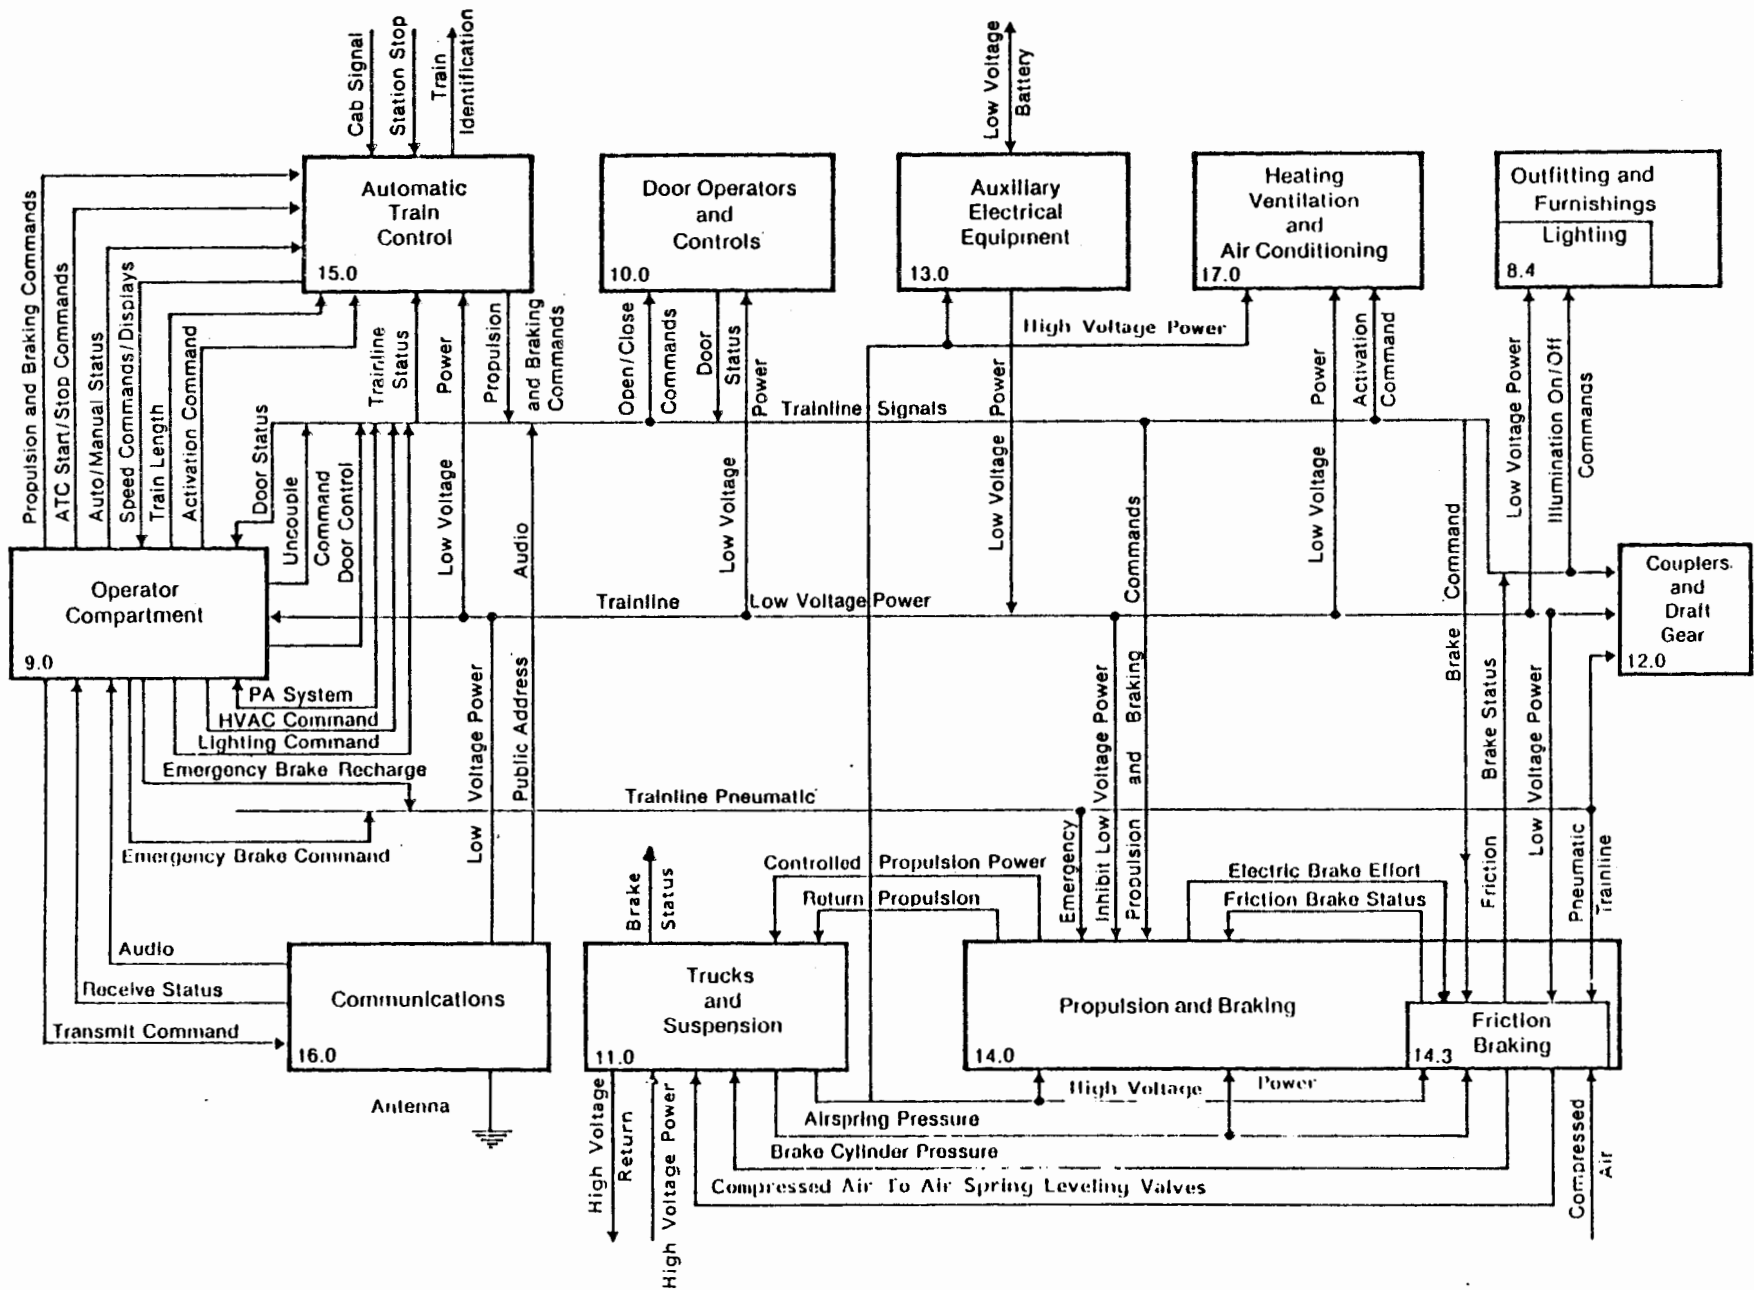 Cab Signal
Station Stop
Train
Identification
Low Voltage
Battery
Automatic
Train
Control
15.0
Door Operators
and
Controls
10.0
Auxiliary
Electrical
Equipment
13.0
Heating
Ventilation
and
Air Conditioning
17.0
Outfitting and
Furnishings
Lighting
8.4
Propulsion and Braking Commands
ATC Start/Stop Commands
Auto/Manual Status
Speed Commands/Displays
Train Length
Activation Command
Door Status
Uncouple
Command
Door Control
Trainline
Status
Low Voltage
Power
Propulsion
and Braking
Commands
Open/Close
Commands
Door
Status
Low Voltage
Power
High Voltage Power
Low Voltage Power
Low Voltage Power
Low Voltage
Power
Activation
Command
Low Voltage Power
Illumination On/Off
Commands
Trainline Signals
Operator
Compartment
9.0
Trainline
Low Voltage Power
Couplers
and
Draft
Gear
12.0
PA System
HVAC Command
Lighting Command
Emergency Brake Recharge
Emergency Brake Command
Low Voltage Power
Public Address
Audio
Trainline Pneumatic
Emergency
Inhibit Low Voltage Power
Propulsion and Braking
Commands
Brake
Command
Friction
Brake Status
Low Voltage Power
Pneumatic
Trainline
Brake
Status
Controlled Propulsion Power
Return Propulsion
Electric Brake Effort
Friction Brake Status
Audio
Receive Status
Transmit Command
Communications
16.0
Trucks
and
Suspension
11.0
Propulsion and Braking
14.0
Friction
Braking
14.3
Antenna
High Voltage
Return
High Voltage Power
High Voltage Power
Airspring Pressure
Brake Cylinder Pressure
Compressed Air To Air Spring Leveling Valves
Compressed
Air